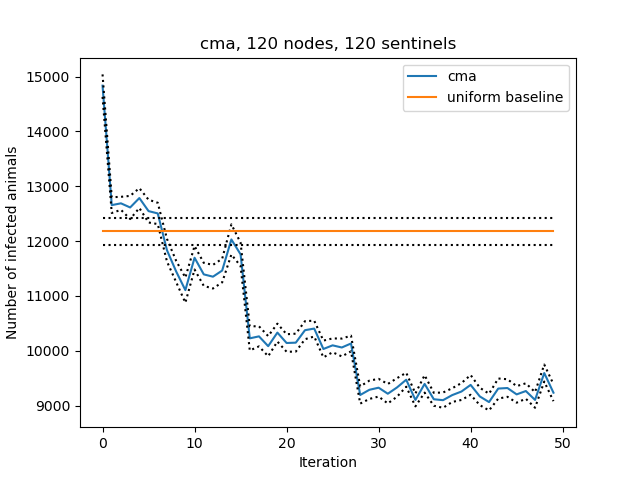 cma, 120 nodes, 120 sentinels
cma
uniform baseline
Number of infected animals
15000
14000
13000
12000
11000
10000
9000
0 10 20 30 40 50
Iteration